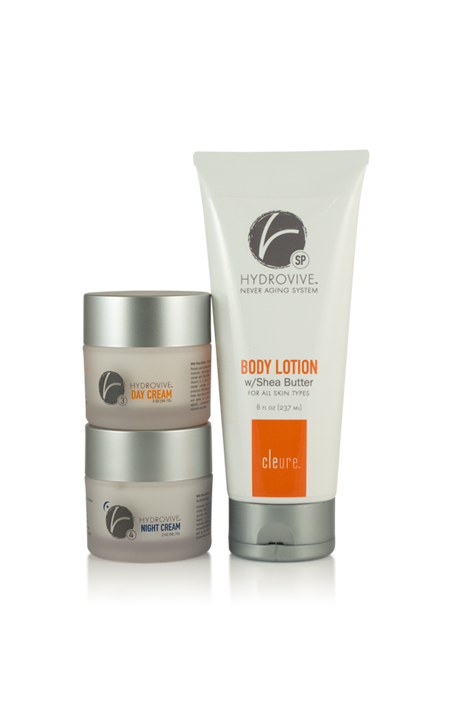 SP
HYDROVIVE™
NEVER AGING SYSTEM
BODY LOTION
w/Shea Butter
FOR ALL SKIN TYPES
8 fl oz (237 mL)
cleure.
HYDROVIVE
3
DAY CREAM
HYDROVIVE
4
NIGHT CREAM